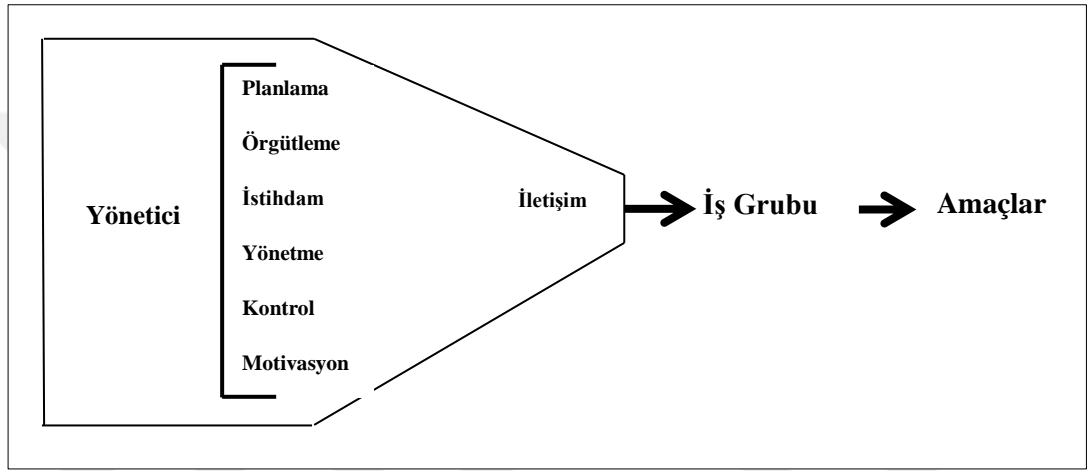 Planlama
Örgütleme
İstihdam
Yönetici
İletişim
İş Grubu
Amaçlar
Yönetme
Kontrol
Motivasyon